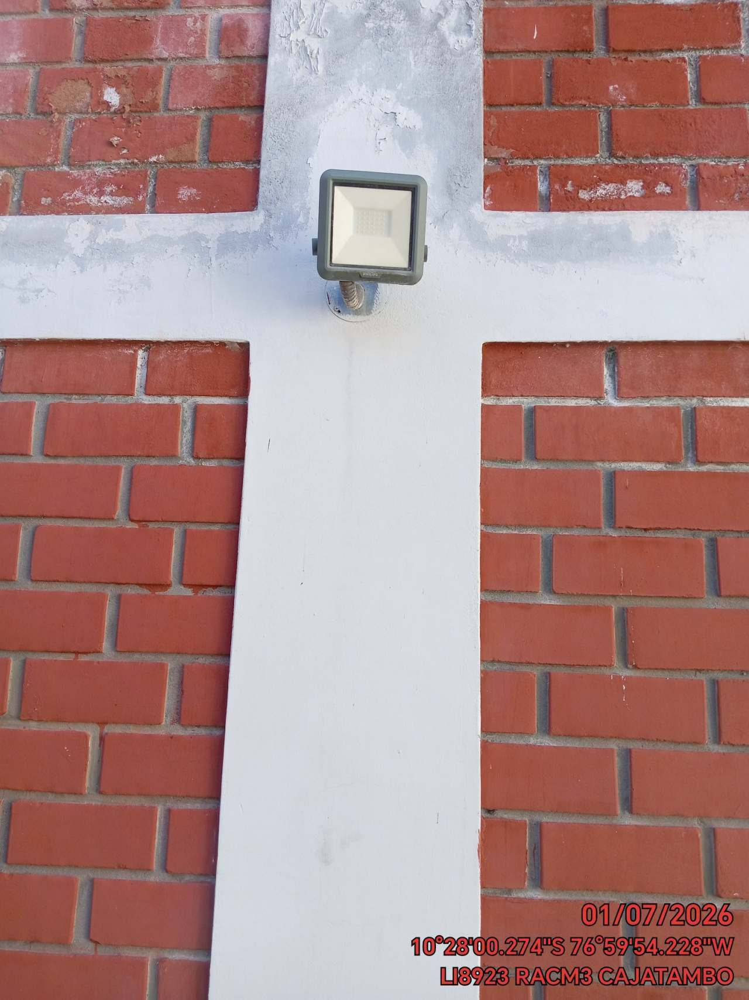 PHILIPS
01/07/2026
10°28'00.274"S 76°59'54.228"W
LI8923 RACM3 CAJATAMBO